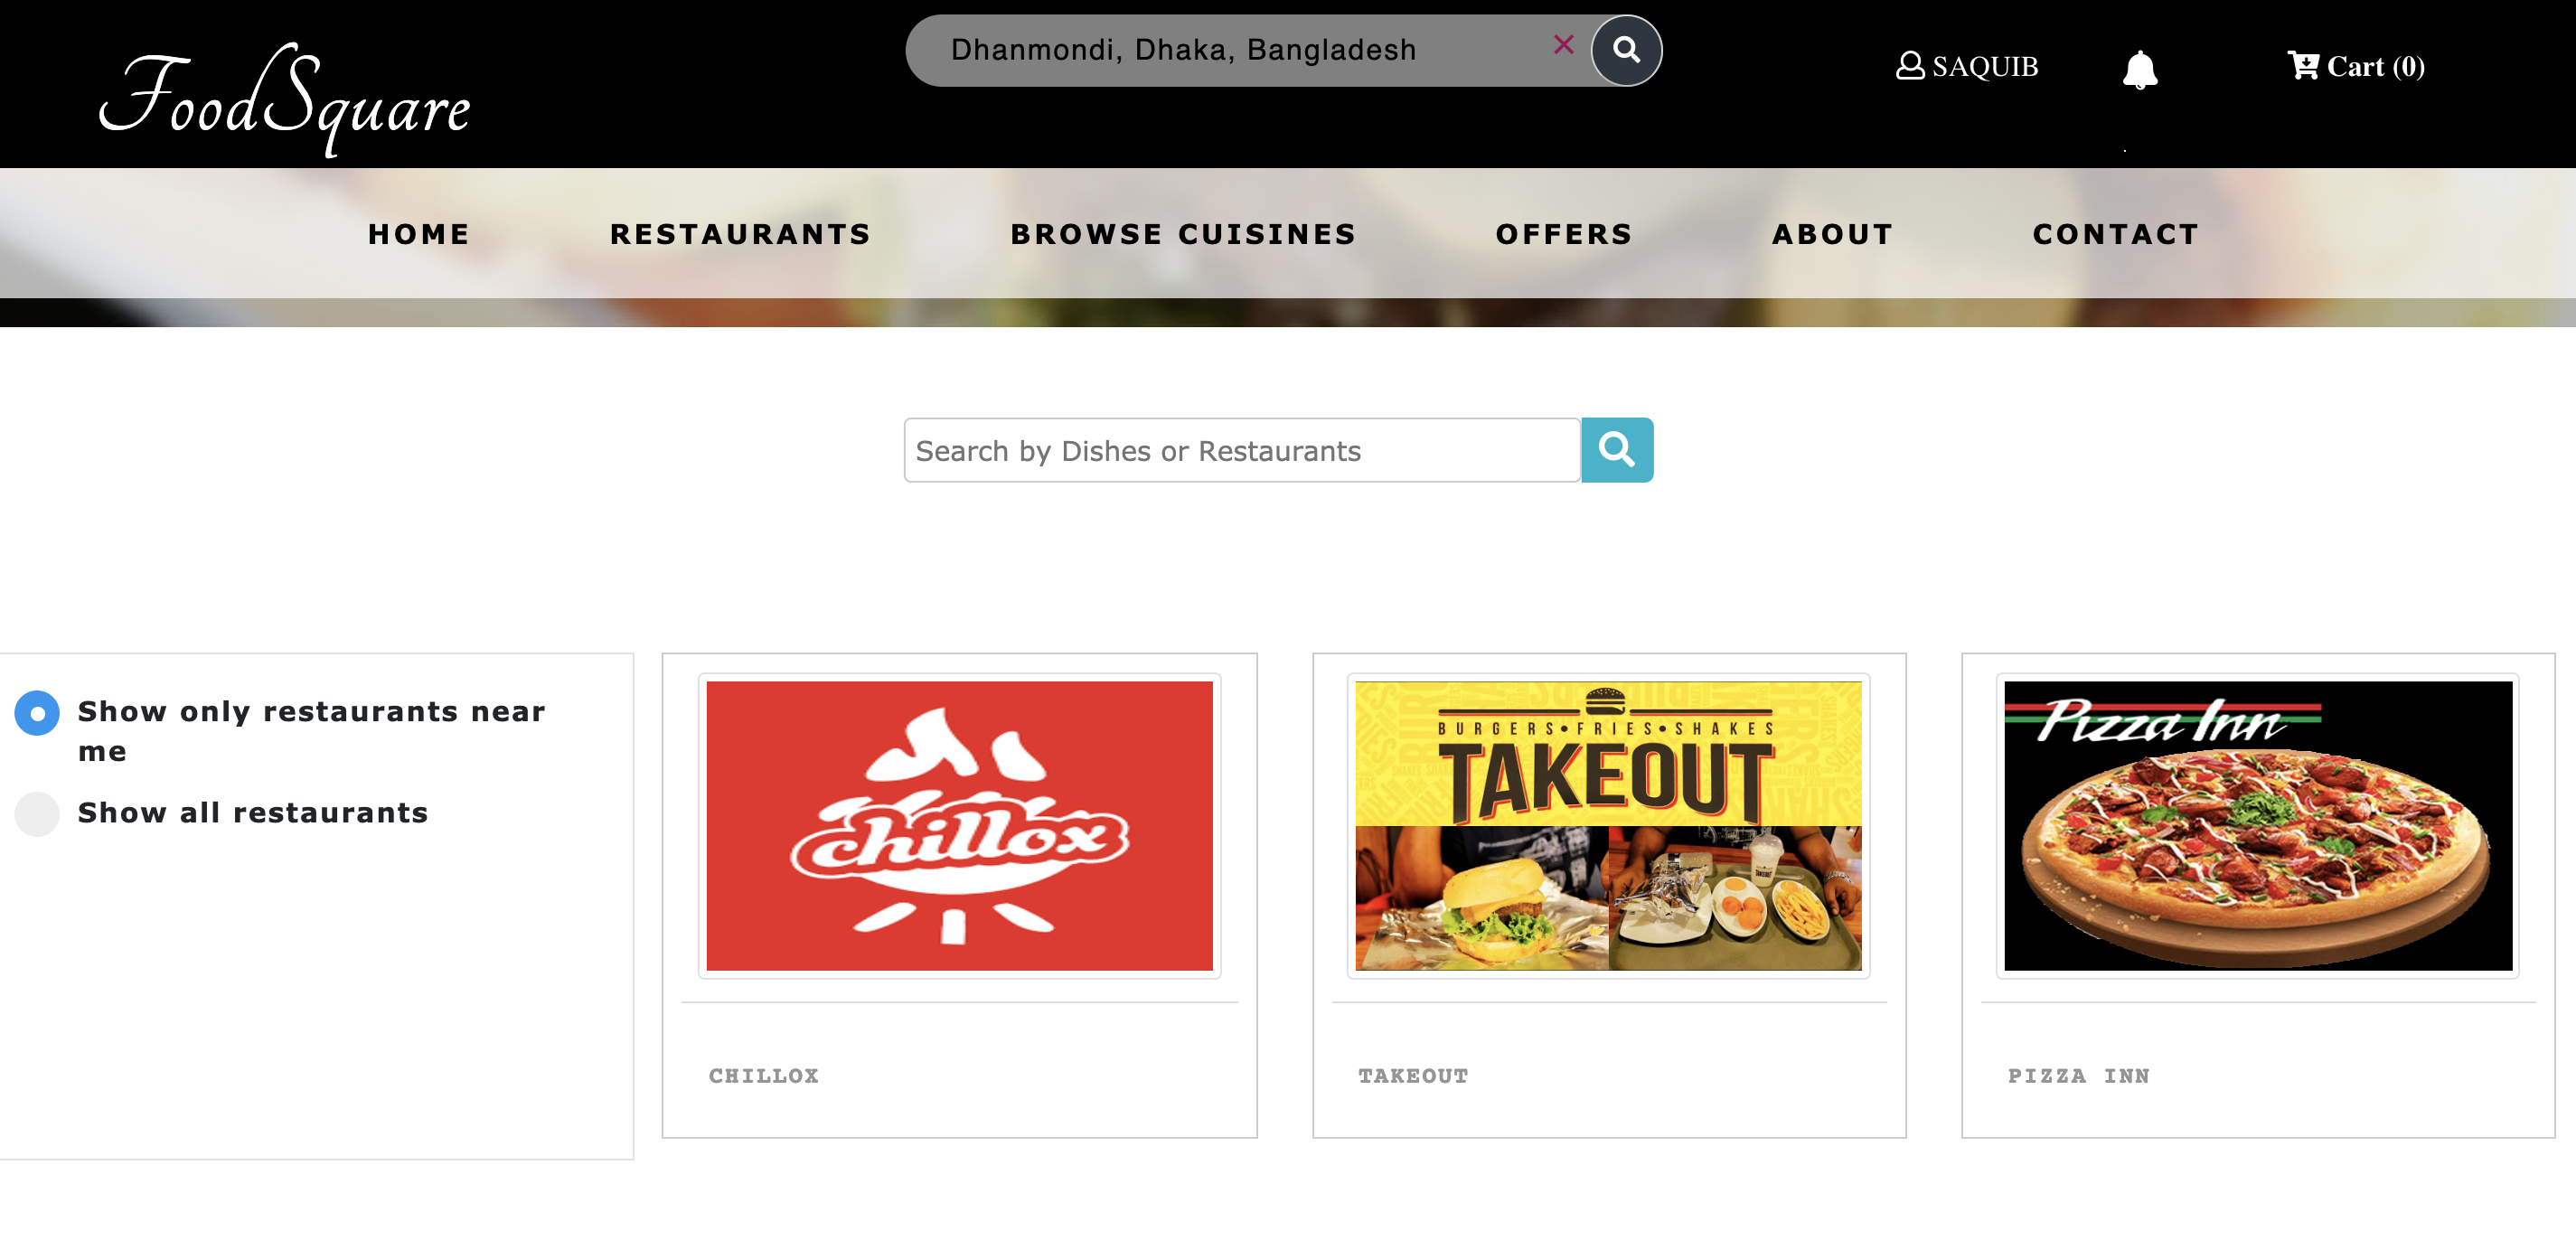 FoodSquare
Dhanmondi, Dhaka, Bangladesh
SAQUIB
Cart (0)
HOME RESTAURANTS BROWSE CUISINES OFFERS ABOUT CONTACT
Search by Dishes or Restaurants
Show only restaurants near
me
Show all restaurants
chillox
BURGERS•FRIES•SHAKES
TAKEOUT
Pizza Inn
CHILLOX
TAKEOUT
PIZZA INN